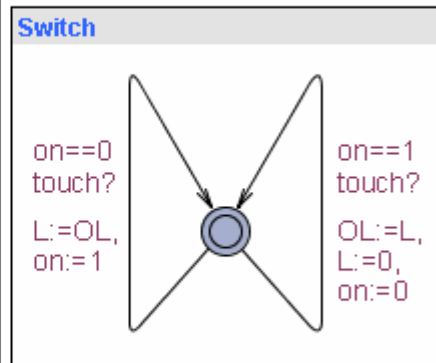 Switch
on==0
touch?
L:=OL,
on:=1
on==1
touch?
OL:=L,
L:=0,
on:=0